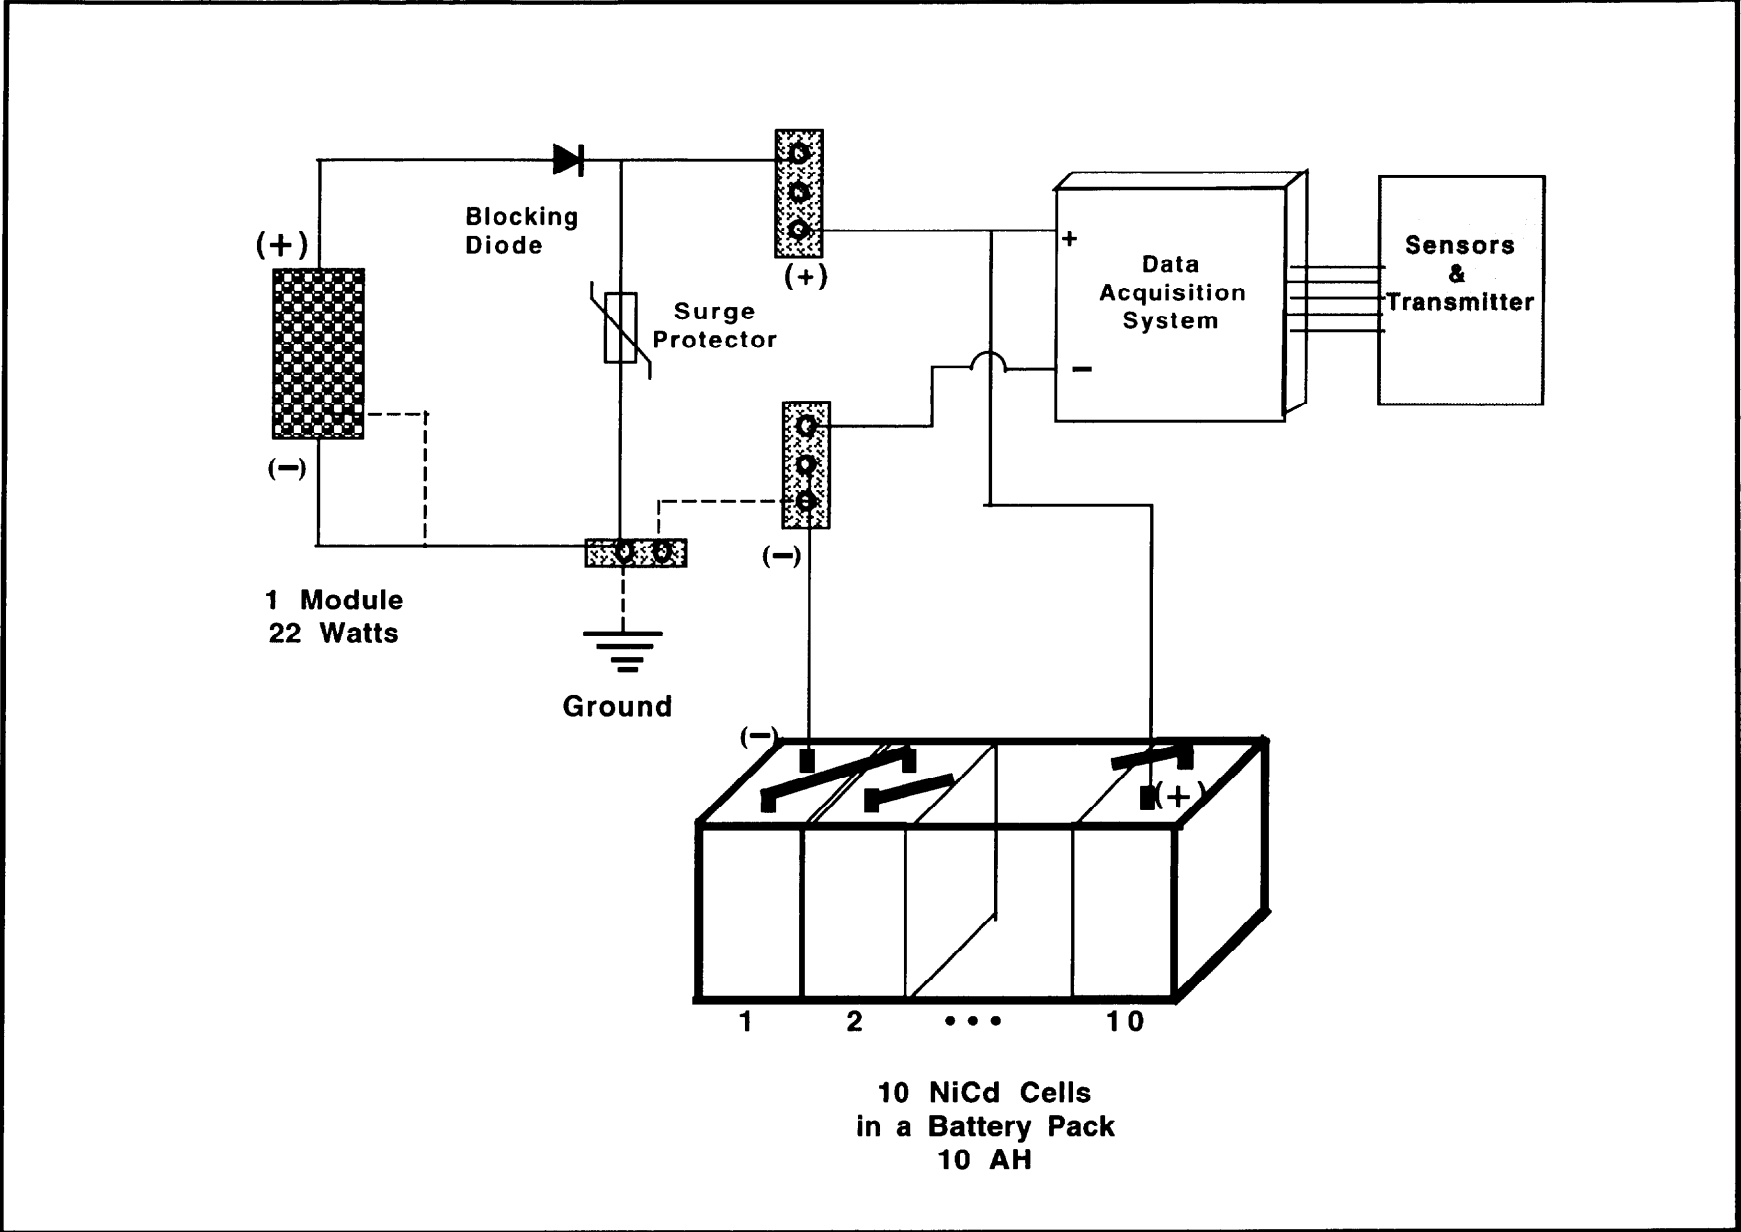 Blocking
Diode
(+)
(+)
Surge
Protector
+
Data
Acquisition
System
−
Sensors
&
Transmitter
(−)
(−)
1 Module
22 Watts
Ground
(−)
(+)
1 2 ••• 10
10 NiCd Cells
in a Battery Pack
10 AH